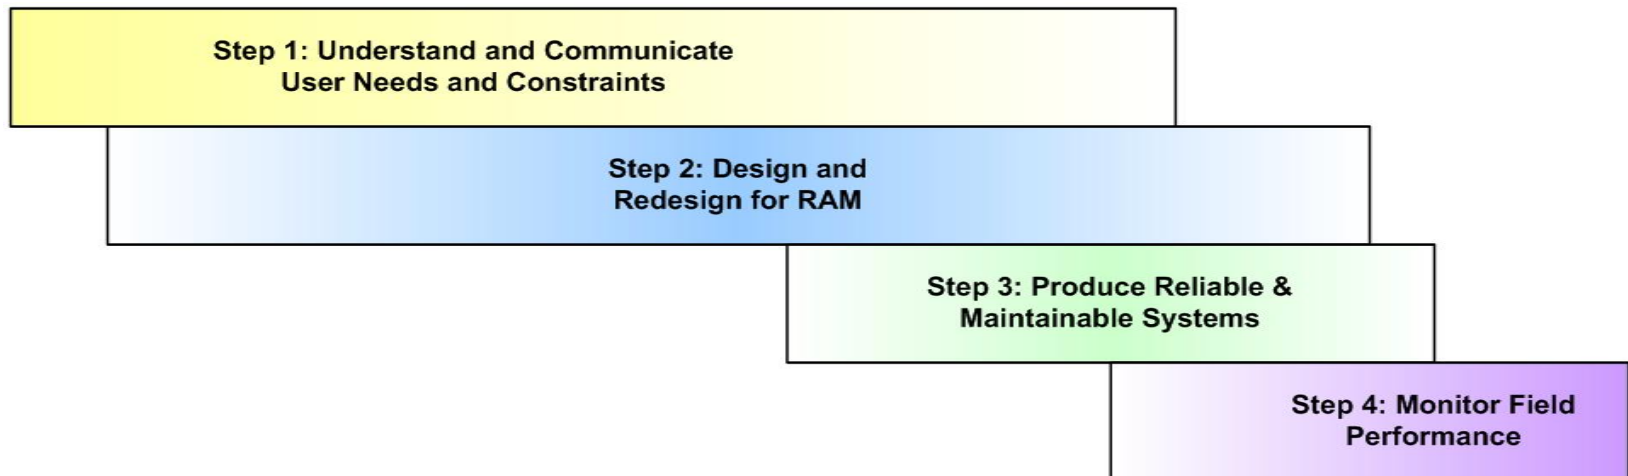 Step 1: Understand and Communicate
User Needs and Constraints
Step 2: Design and
Redesign for RAM
Step 3: Produce Reliable &
Maintainable Systems
Step 4: Monitor Field
Performance